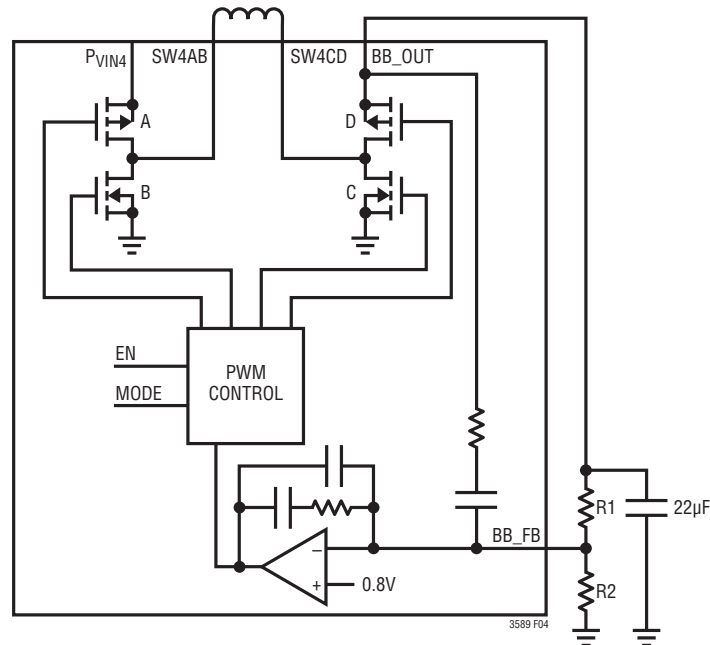 PVIN4 SW4AB SW4CD BB_OUT
A
D
B
C
EN
MODE
PWM
CONTROL
R1
22µF
BB_FB
–
+
0.8V
R2
3589 F04